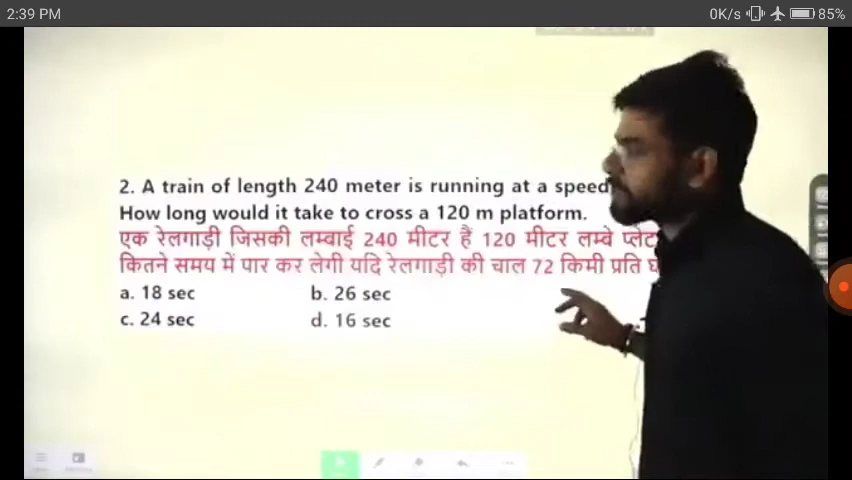 2:39 PM
0K/s 85%
2. A train of length 240 meter is running at a speed
How long would it take to cross a 120 m platform.
एक रेलगाड़ी जिसकी लम्बाई 240 मीटर हैं 120 मीटर लम्बे
कितने समय में पार कर लेगी यदि रेलगाड़ी की चाल 72 किमी प्रति
a. 18 sec b. 26 sec
c. 24 sec d. 16 sec